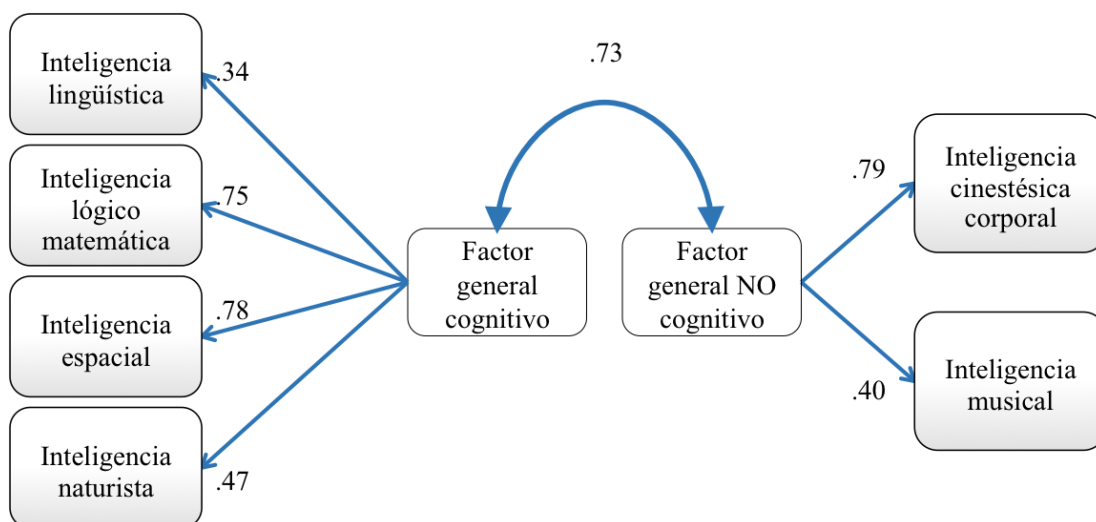 Inteligencia
lingüística
.34
Inteligencia
lógico
matemática
.75
Inteligencia
espacial
.78
Inteligencia
naturista
.47
.73
Factor
general
cognitivo
Factor
general NO
cognitivo
.79
Inteligencia
cinestésica
corporal
.40
Inteligencia
musical